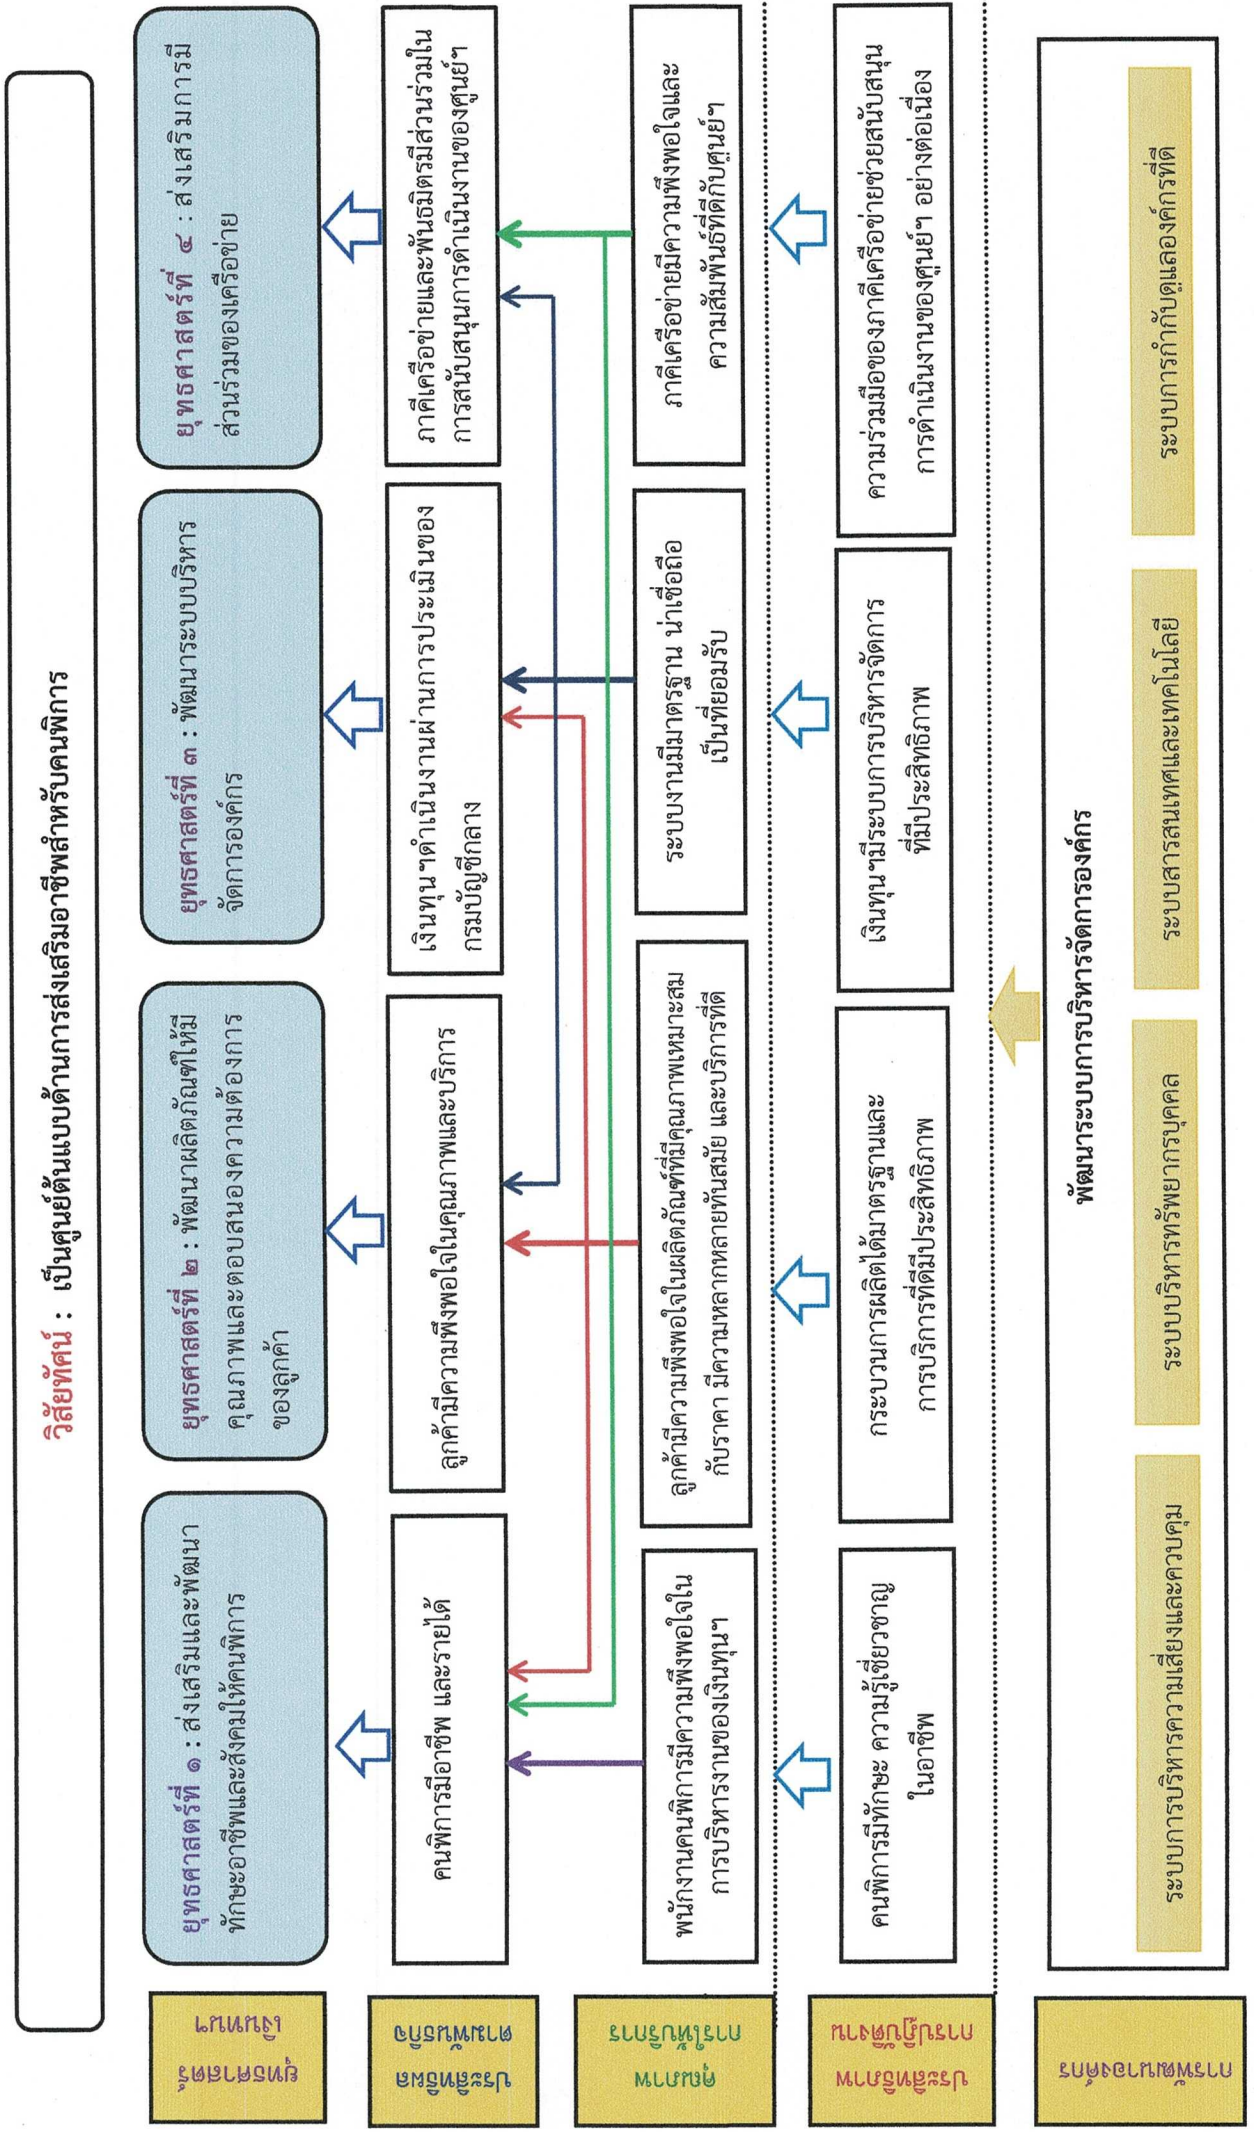 วิสัยทัศน์ : เป็นศูนย์ต้นแบบด้านการส่งเสริมอาชีพสำหรับคนพิการ
ยุทธศาสตร์
เงินทุนฯ
ยุทธศาสตร์ที่ ๑ : ส่งเสริมและพัฒนา
ทักษะอาชีพและสังคมให้คนพิการ
ยุทธศาสตร์ที่ ๒ : พัฒนาผลิตภัณฑ์ให้มี
คุณภาพและตอบสนองความต้องการ
ของลูกค้า
ยุทธศาสตร์ที่ ๓ : พัฒนาระบบบริหาร
จัดการองค์กร
ยุทธศาสตร์ที่ ๔ : ส่งเสริมการมี
ส่วนร่วมของเครือข่าย
ประสิทธิผล
ตามพันธกิจ
คนพิการมีอาชีพ และรายได้
ลูกค้ามีความพึงพอใจในคุณภาพและบริการ
เงินทุนฯดำเนินงานผ่านการประเมินของ
กรมบัญชีกลาง
ภาคีเครือข่ายและพันธมิตรมีส่วนร่วมใน
การสนับสนุนการดำเนินงานของศูนย์ฯ
คุณภาพ
การให้บริการ
พนักงานคนพิการมีความพึงพอใจใน
การบริหารงานของเงินทุนฯ
ลูกค้ามีความพึงพอใจในผลิตภัณฑ์ที่มีคุณภาพเหมาะสม
กับราคา มีความหลากหลายทันสมัย และบริการที่ดี
ระบบงานมีมาตรฐาน น่าเชื่อถือ
เป็นที่ยอมรับ
ภาคีเครือข่ายมีความพึงพอใจและ
ความสัมพันธ์ที่ดีกับศูนย์ฯ
ประสิทธิภาพ
การปฏิบัติงาน
คนพิการมีทักษะ ความรู้เชี่ยวชาญ
ในอาชีพ
กระบวนการผลิตได้มาตรฐานและ
การบริการที่ดีมีประสิทธิภาพ
เงินทุนฯมีระบบการบริหารจัดการ
ที่มีประสิทธิภาพ
ความร่วมมือของภาคีเครือข่ายช่วยสนับสนุน
การดำเนินงานของศูนย์ฯ อย่างต่อเนื่อง
การพัฒนาองค์กร
พัฒนาระบบการบริหารจัดการองค์กร
ระบบการบริหารความเสี่ยงและควบคุม
ระบบบริหารทรัพยากรบุคคล
ระบบสารสนเทศและเทคโนโลยี
ระบบการกำกับดูแลองค์กรที่ดี